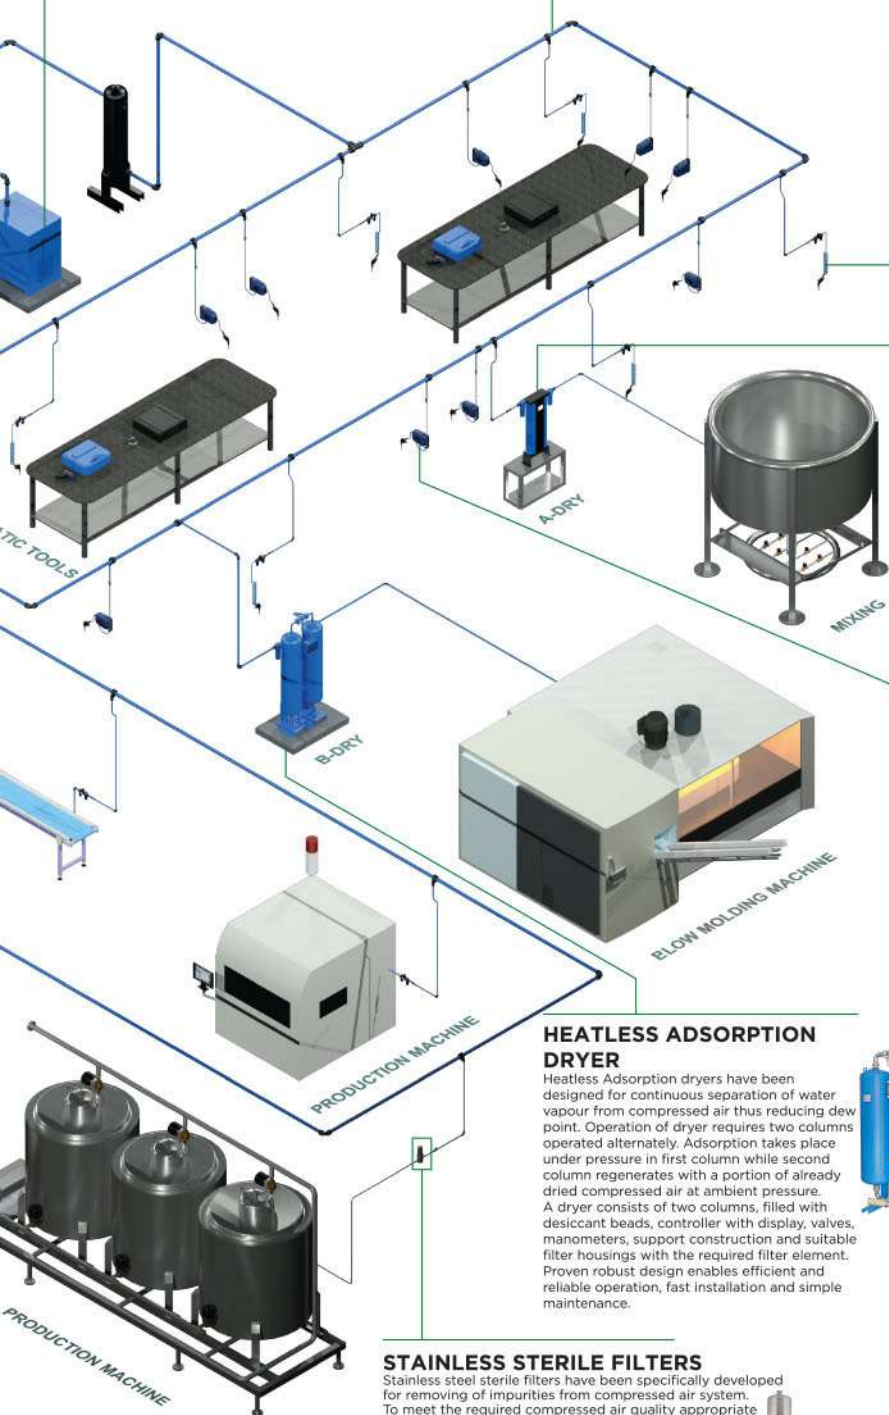 A-DRY
MIXING
TOOLS
B-DRY
BLOW MOLDING MACHINE
PRODUCTION MACHINE
HEATLESS ADSORPTION
DRYER
Heatless Adsorption dryers have been
designed for continuous separation of water
vapour from compressed air thus reducing dew
point. Operation of dryer requires two columns
operated alternately. Adsorption takes place
under pressure in first column while second
column regenerates with a portion of already
dried compressed air at ambient pressure.
A dryer consists of two columns, filled with
desiccant beads, controller with display, valves,
manometers, support construction and suitable
filter housings with the required filter element.
Proven robust design enables efficient and
reliable operation, fast installation and simple
maintenance.
PRODUCTION MACHINE
STAINLESS STERILE FILTERS
Stainless steel sterile filters have been specifically developed
for removing of impurities from compressed air system.
To meet the required compressed air quality appropriate